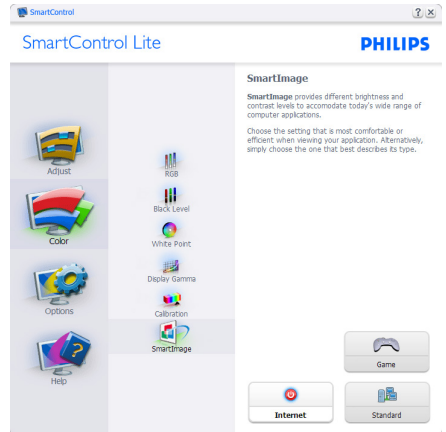 SmartControl
SmartControl Lite
PHILIPS
Adjust
Color
Options
Help
RGB
Black Level
White Point
Display Gamma
Calibration
SmartImage
SmartImage
SmartImage provides different brightness and
contrast levels to accomodate today's wide range of
computer applications.
Choose the setting that is most comfortable or
efficient when viewing your application. Alternatively,
simply choose the one that best describes its type.
Game
Internet
Standard